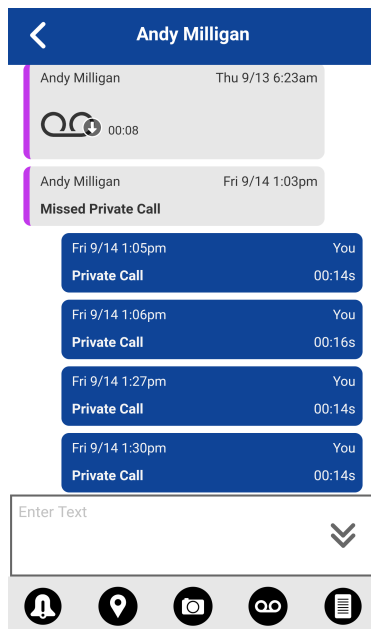 Andy Milligan
Andy Milligan Thu 9/13 6:23am
00:08
Andy Milligan Fri 9/14 1:03pm
Missed Private Call
Fri 9/14 1:05pm You
Private Call 00:14s
Fri 9/14 1:06pm You
Private Call 00:16s
Fri 9/14 1:27pm You
Private Call 00:14s
Fri 9/14 1:30pm You
Private Call 00:14s
Enter Text